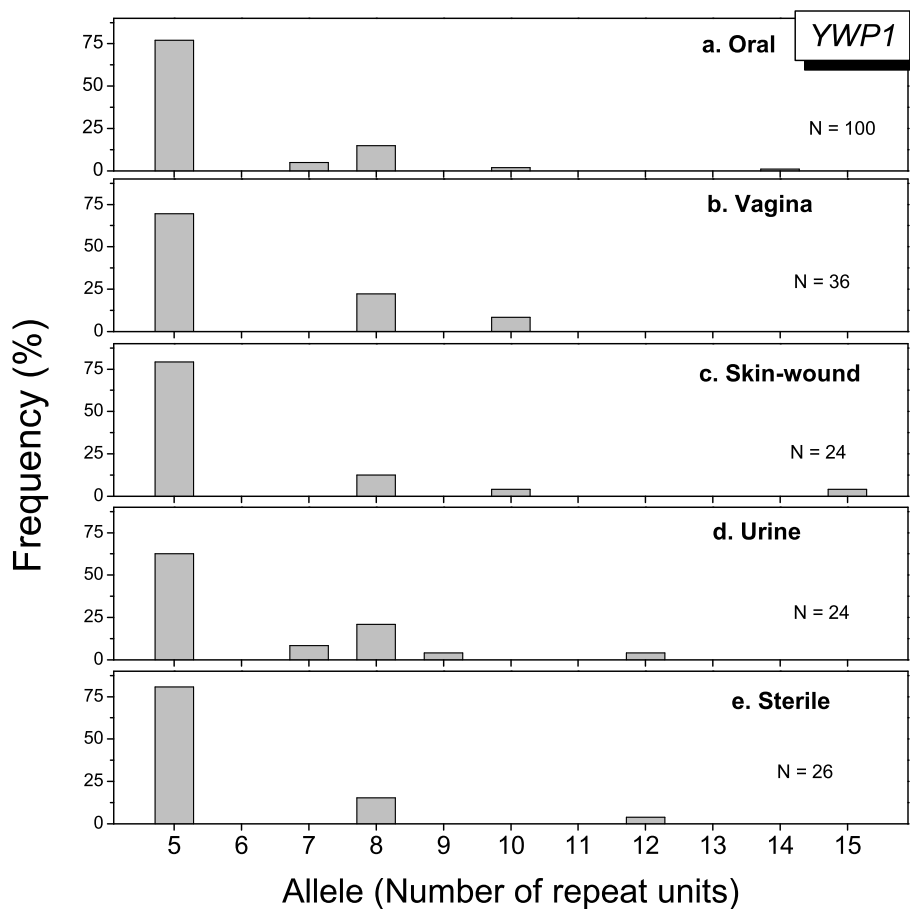 YWP1
a. Oral
N = 100
75
50
25
0
b. Vagina
N = 36
75
50
25
0
c. Skin-wound
N = 24
75
50
25
0
d. Urine
N = 24
75
50
25
0
e. Sterile
N = 26
75
50
25
0
Frequency (%)
5 6 7 8 9 10 11 12 13 14 15
Allele (Number of repeat units)